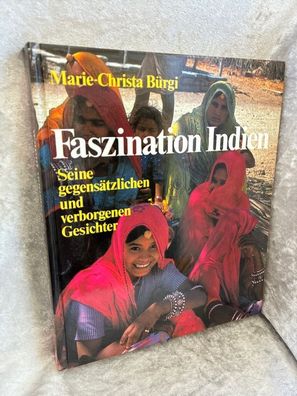 Marie-Christa Bürgi
Faszination Indien
Seine
gegensätzlichen
und
verborgenen
Gesichter